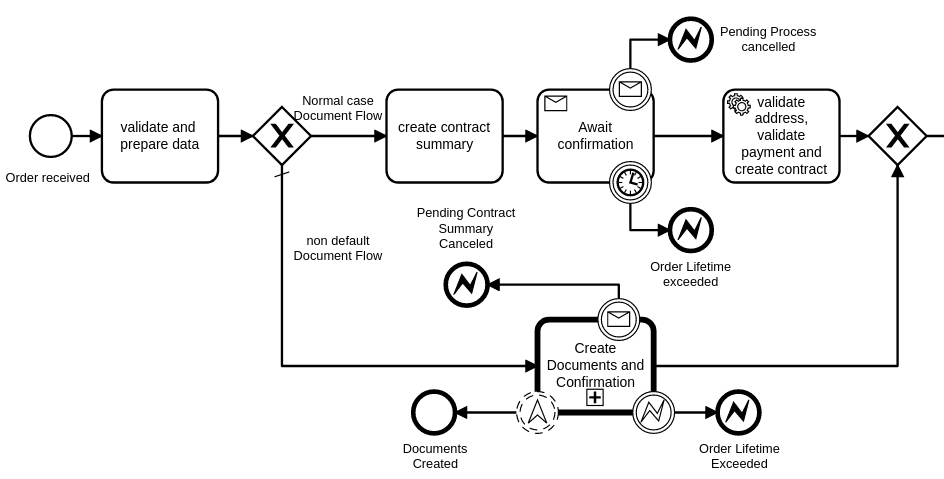 Pending Process
cancelled
Normal case
Document Flow
validate and
prepare data
create contract
summary
Await
confirmation
validate
address,
validate
payment and
create contract
Order received
Pending Contract
Summary
Canceled
non default
Document Flow
Order Lifetime
exceeded
Create
Documents and
Confirmation
Documents
Created
Order Lifetime
Exceeded